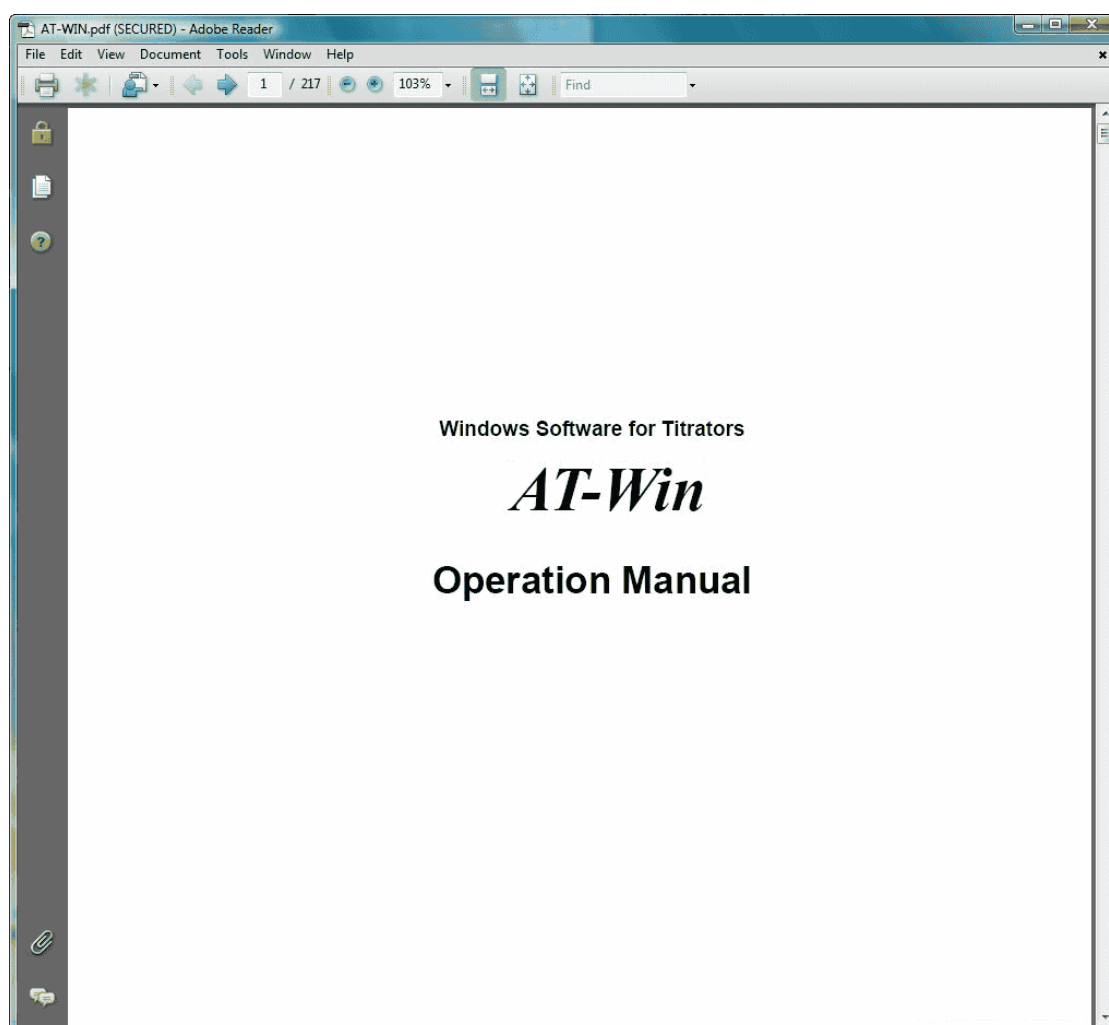 AT-WIN.pdf (SECURED) - Adobe Reader
File Edit View Document Tools Window Help
1 / 217 103% Find
Windows Software for Titrators
AT-Win
Operation Manual